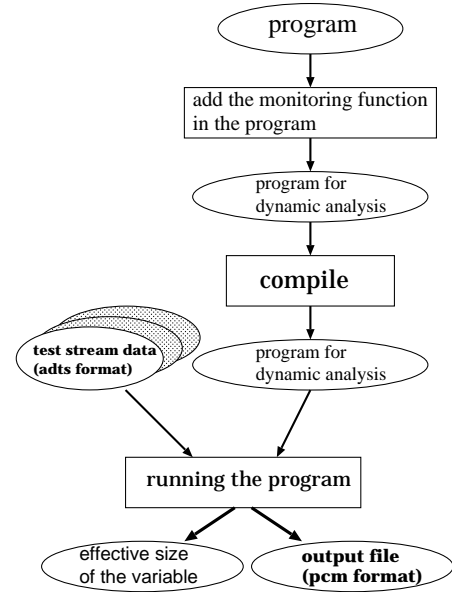 program
add the monitoring function
in the program
program for
dynamic analysis
compile
test stream data
(adts format)
program for
dynamic analysis
running the program
effective size
of the variable
output file
(pcm format)